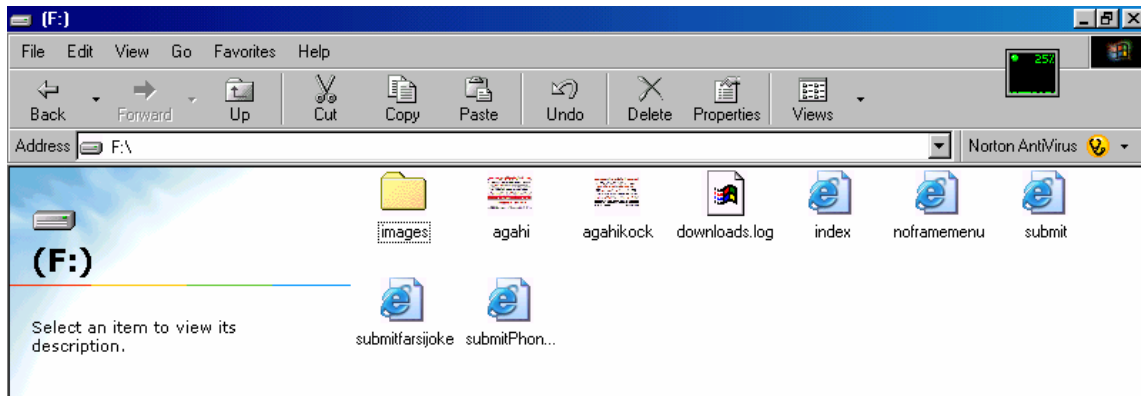 (F:)
File Edit View Go Favorites Help
25%
Back Forward Up Cut Copy Paste Undo Delete Properties Views
Address F:\ Norton AntiVirus
images agahi agahikock downloads.log index noframemenu submit
(F:)
submitfarsijoke submitPhon...
Select an item to view its
description.